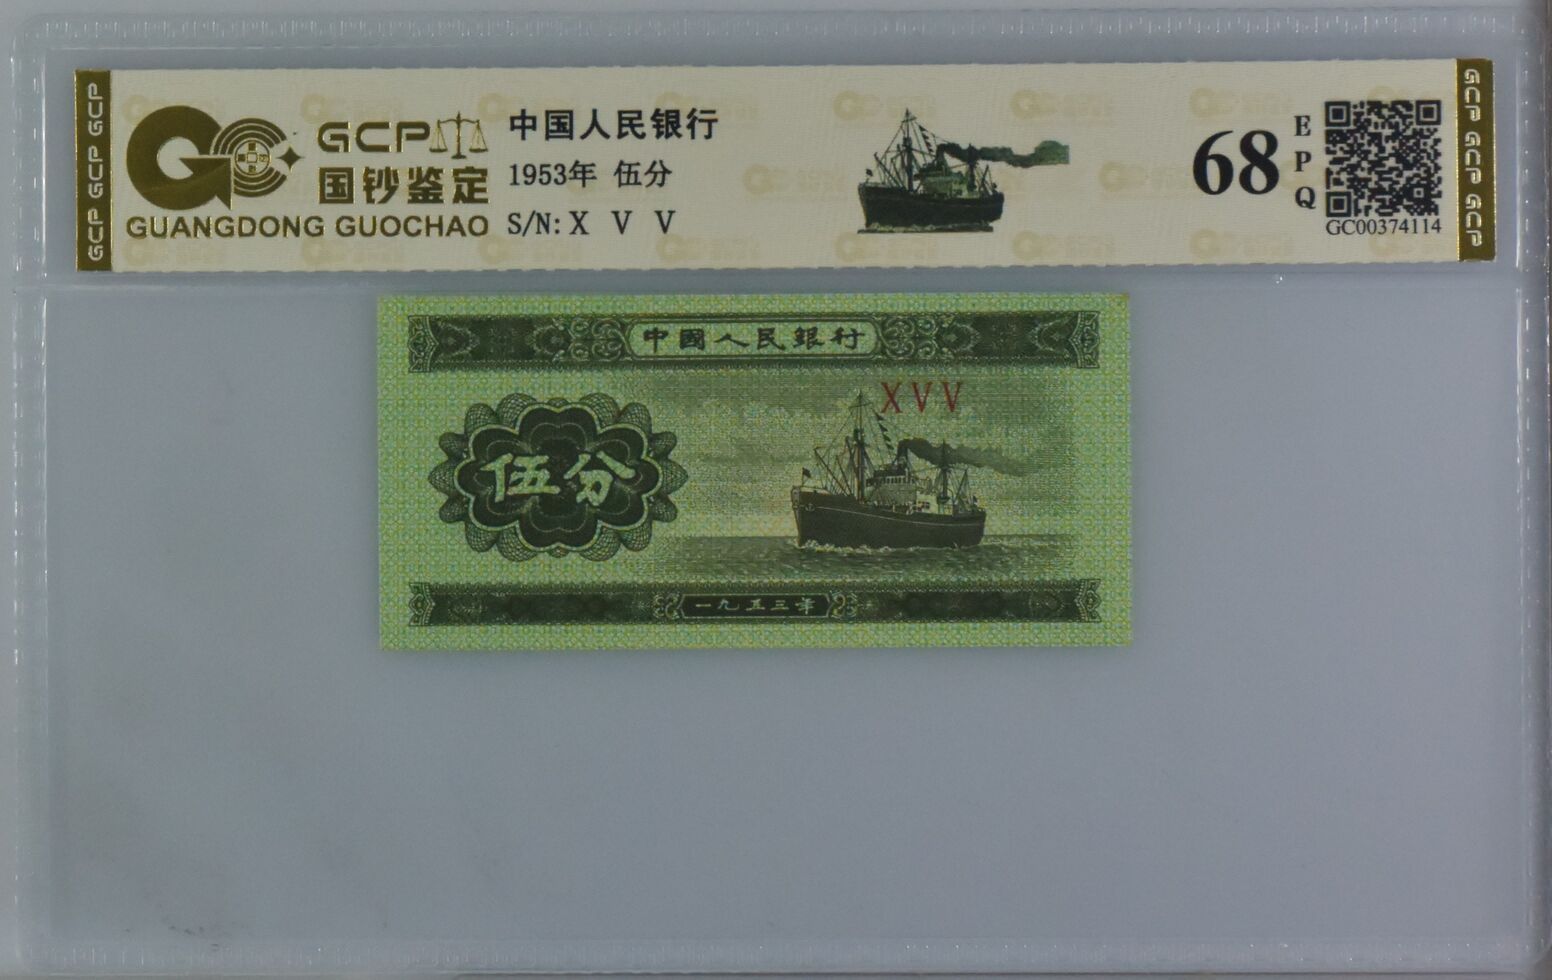 GCP GCP GCP
GCP
国钞鉴定
GUANGDONG GUOCHAO
中国人民银行
1953年 伍分
S/N: X V V
68
EPQ
GC00374114
GCP GCP GCP
中國人民銀行
XVV
伍分
一九五三年